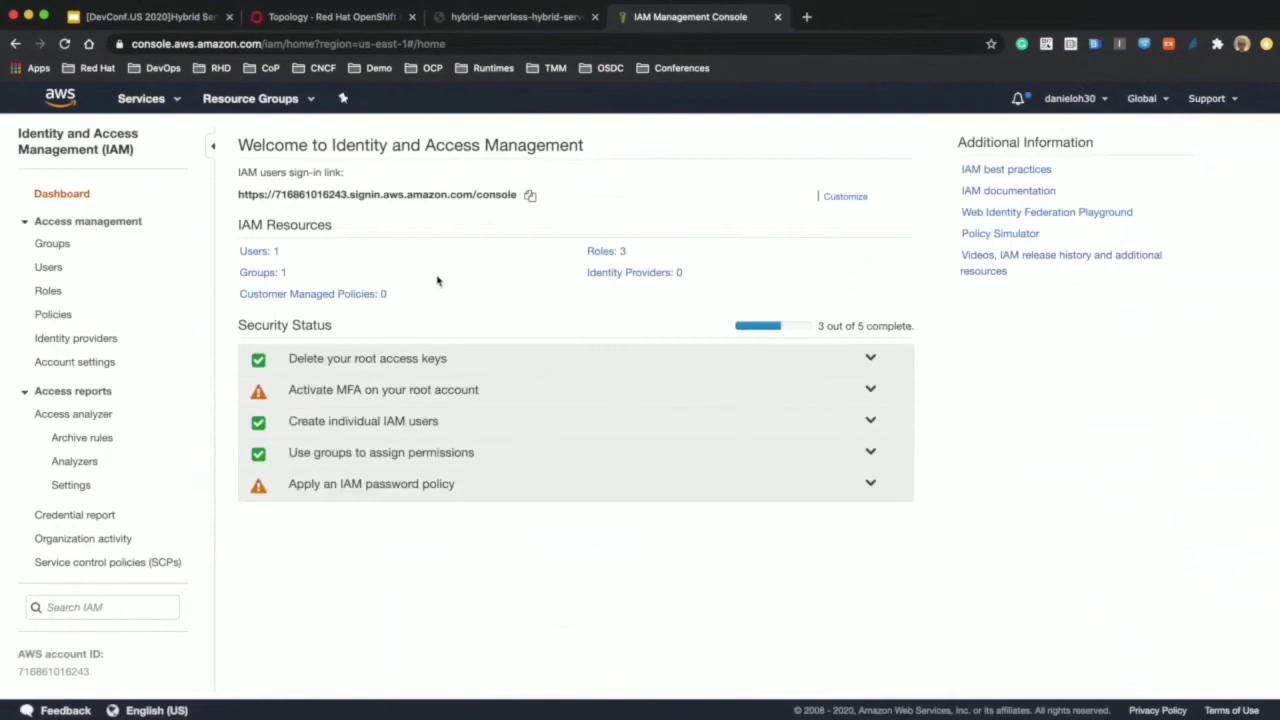 [DevConf.US 2020]Hybrid Ser
Topology - Red Hat OpenShift
hybrid-serverless-hybrid-serv
IAM Management Console
console.aws.amazon.com/iam/home?region=us-east-1#/home
Apps Red Hat DevOps RHD CoP CNCF Demo OCP Runtimes TMM OSDC Conferences
aws Services Resource Groups danieloh30 Global Support
Identity and Access
Management (IAM)
Dashboard
Access management
Groups
Users
Roles
Policies
Identity providers
Account settings
Access reports
Access analyzer
Archive rules
Analyzers
Settings
Credential report
Organization activity
Service control policies (SCPs)
Search IAM
AWS account ID:
716861016243
Welcome to Identity and Access Management
IAM users sign-in link:
https://716861016243.signin.aws.amazon.com/console
Customize
IAM Resources
Users: 1
Roles: 3
Groups: 1
Identity Providers: 0
Customer Managed Policies: 0
Security Status
3 out of 5 complete.
Delete your root access keys
Activate MFA on your root account
Create individual IAM users
Use groups to assign permissions
Apply an IAM password policy
Additional Information
IAM best practices
IAM documentation
Web Identity Federation Playground
Policy Simulator
Videos, IAM release history and additional
resources
Feedback English (US)
© 2008 - 2020, Amazon Web Services, Inc. or its affiliates. All rights reserved. Privacy Policy Terms of Use